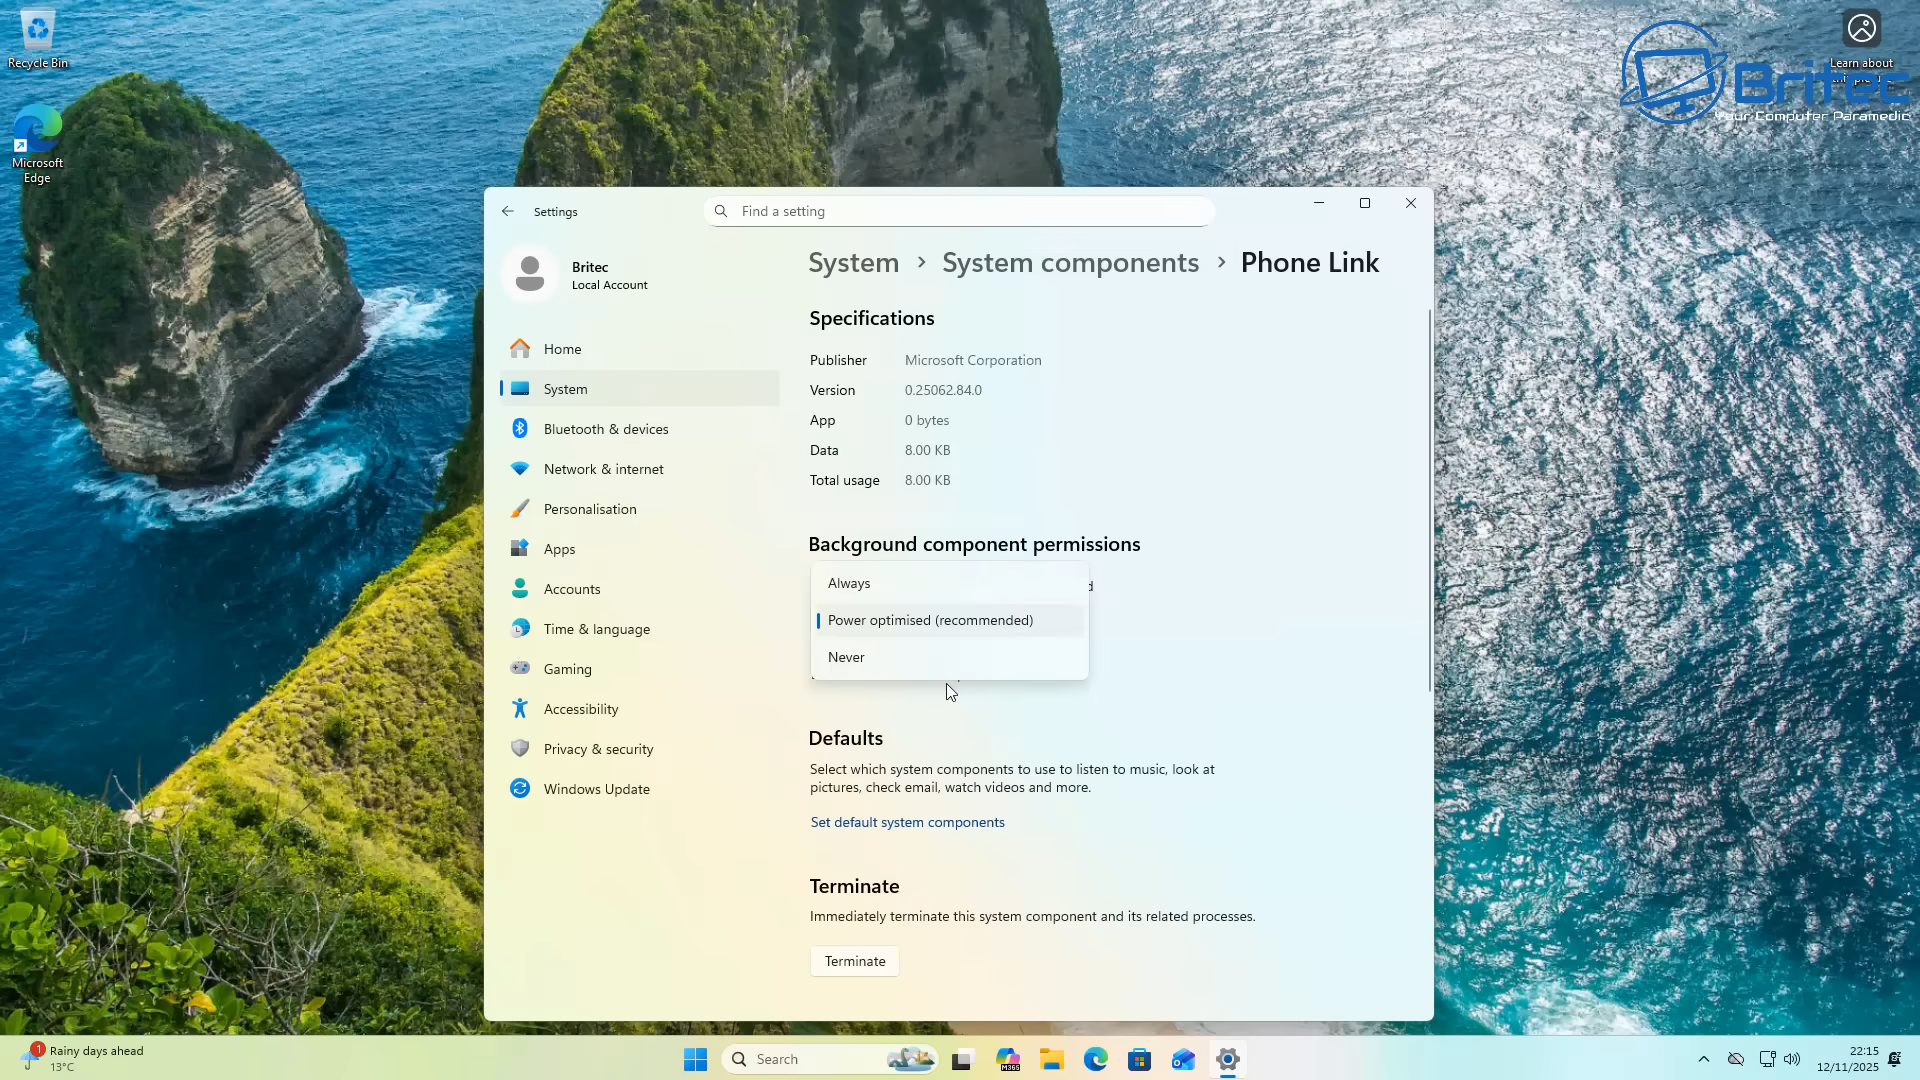 Recycle Bin
Microsoft
Edge
Learn about
Britec
Your Computer Paramedic
Settings
Find a setting
Britec
Local Account
Home
System
Bluetooth & devices
Network & internet
Personalisation
Apps
Accounts
Time & language
Gaming
Accessibility
Privacy & security
Windows Update
System > System components > Phone Link
Specifications
Publisher Microsoft Corporation
Version 0.25062.84.0
App 0 bytes
Data 8.00 KB
Total usage 8.00 KB
Background component permissions
Always
Power optimised (recommended)
Never
Defaults
Select which system components to use to listen to music, look at
pictures, check email, watch videos and more.
Set default system components
Terminate
Immediately terminate this system component and its related processes.
Terminate
1
Rainy days ahead
13°C
Search
M365
22:15
12/11/2025